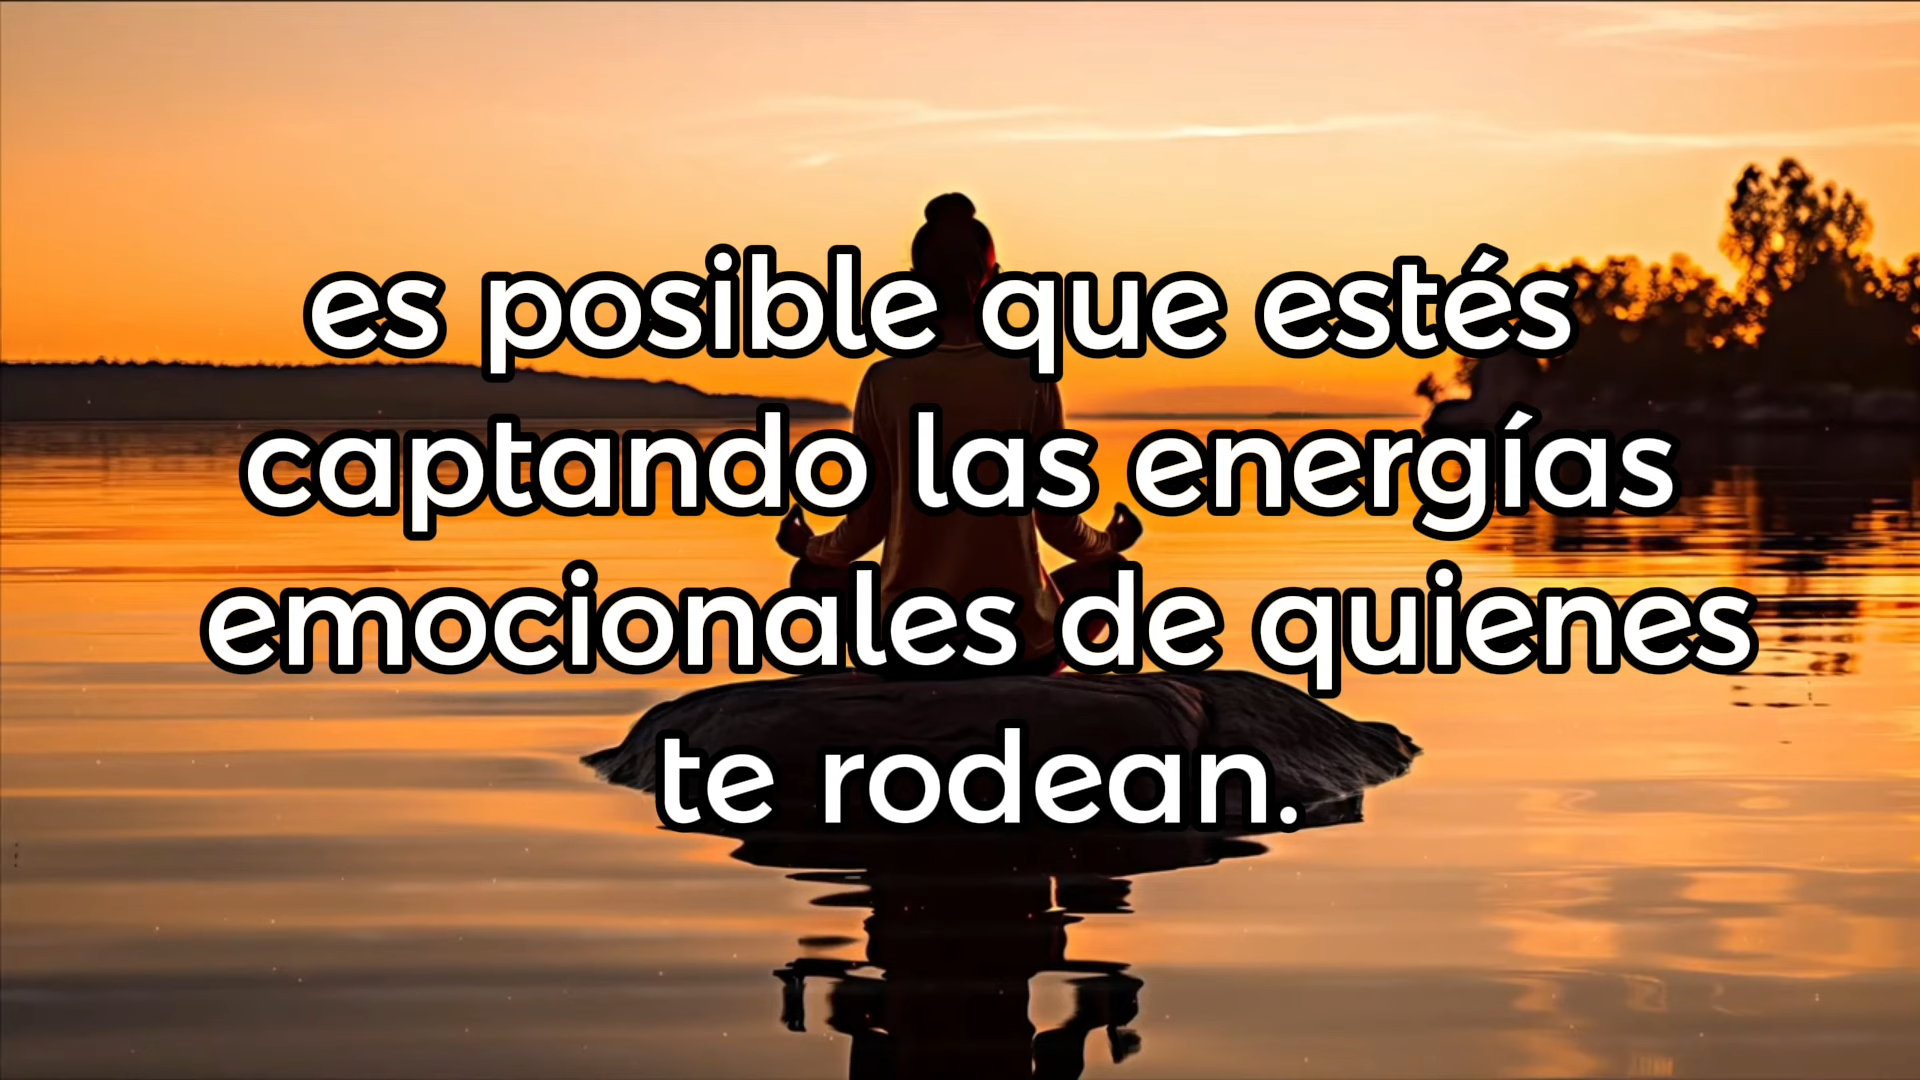 es posible que estés
captando las energías
emocionales de quienes
te rodean.